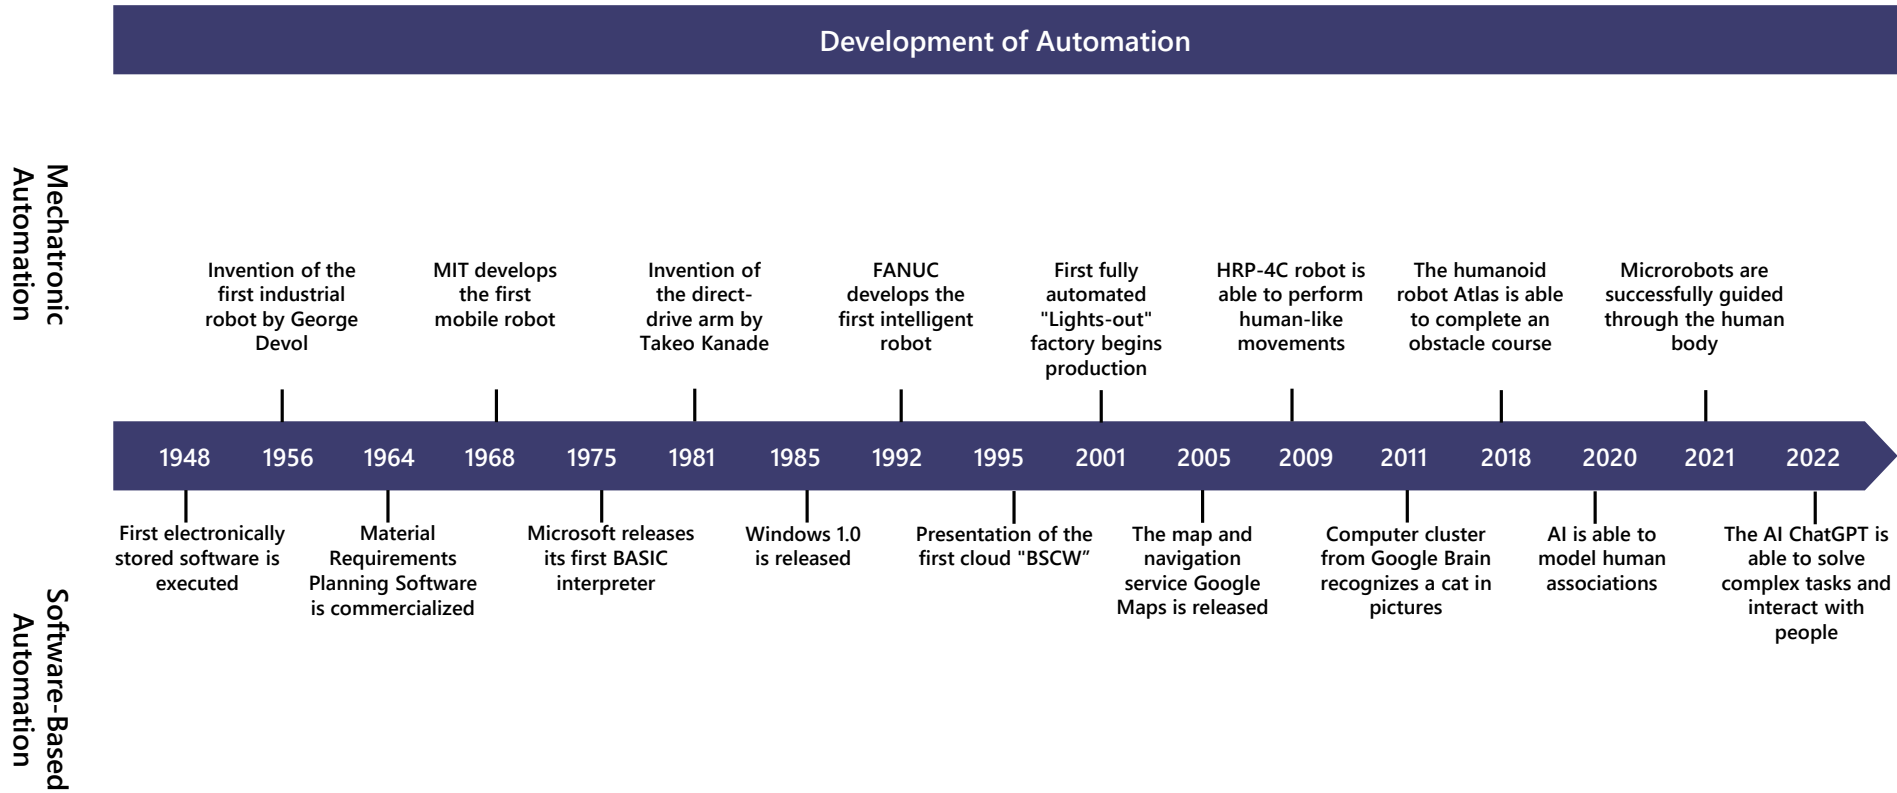 Development of Automation
Mechatronic
Automation
Invention of the
first industrial
robot by George
Devol
MIT develops
the first
mobile robot
Invention of
the direct-
drive arm by
Takeo Kanade
FANUC
develops the
first intelligent
robot
First fully
automated
"Lights-out"
factory begins
production
HRP-4C robot is
able to perform
human-like
movements
The humanoid
robot Atlas is able
to complete an
obstacle course
Microrobots are
successfully guided
through the human
body
1948 1956 1964 1968 1975 1981 1985 1992 1995 2001 2005 2009 2011 2018 2020 2021 2022
Software-Based
Automation
First electronically
stored software is
executed
Material
Requirements
Planning Software
is commercialized
Microsoft releases
its first BASIC
interpreter
Windows 1.0
is released
Presentation of the
first cloud "BSCW”
The map and
navigation
service Google
Maps is released
Computer cluster
from Google Brain
recognizes a cat in
pictures
AI is able to
model human
associations
The AI ChatGPT is
able to solve
complex tasks and
interact with
people